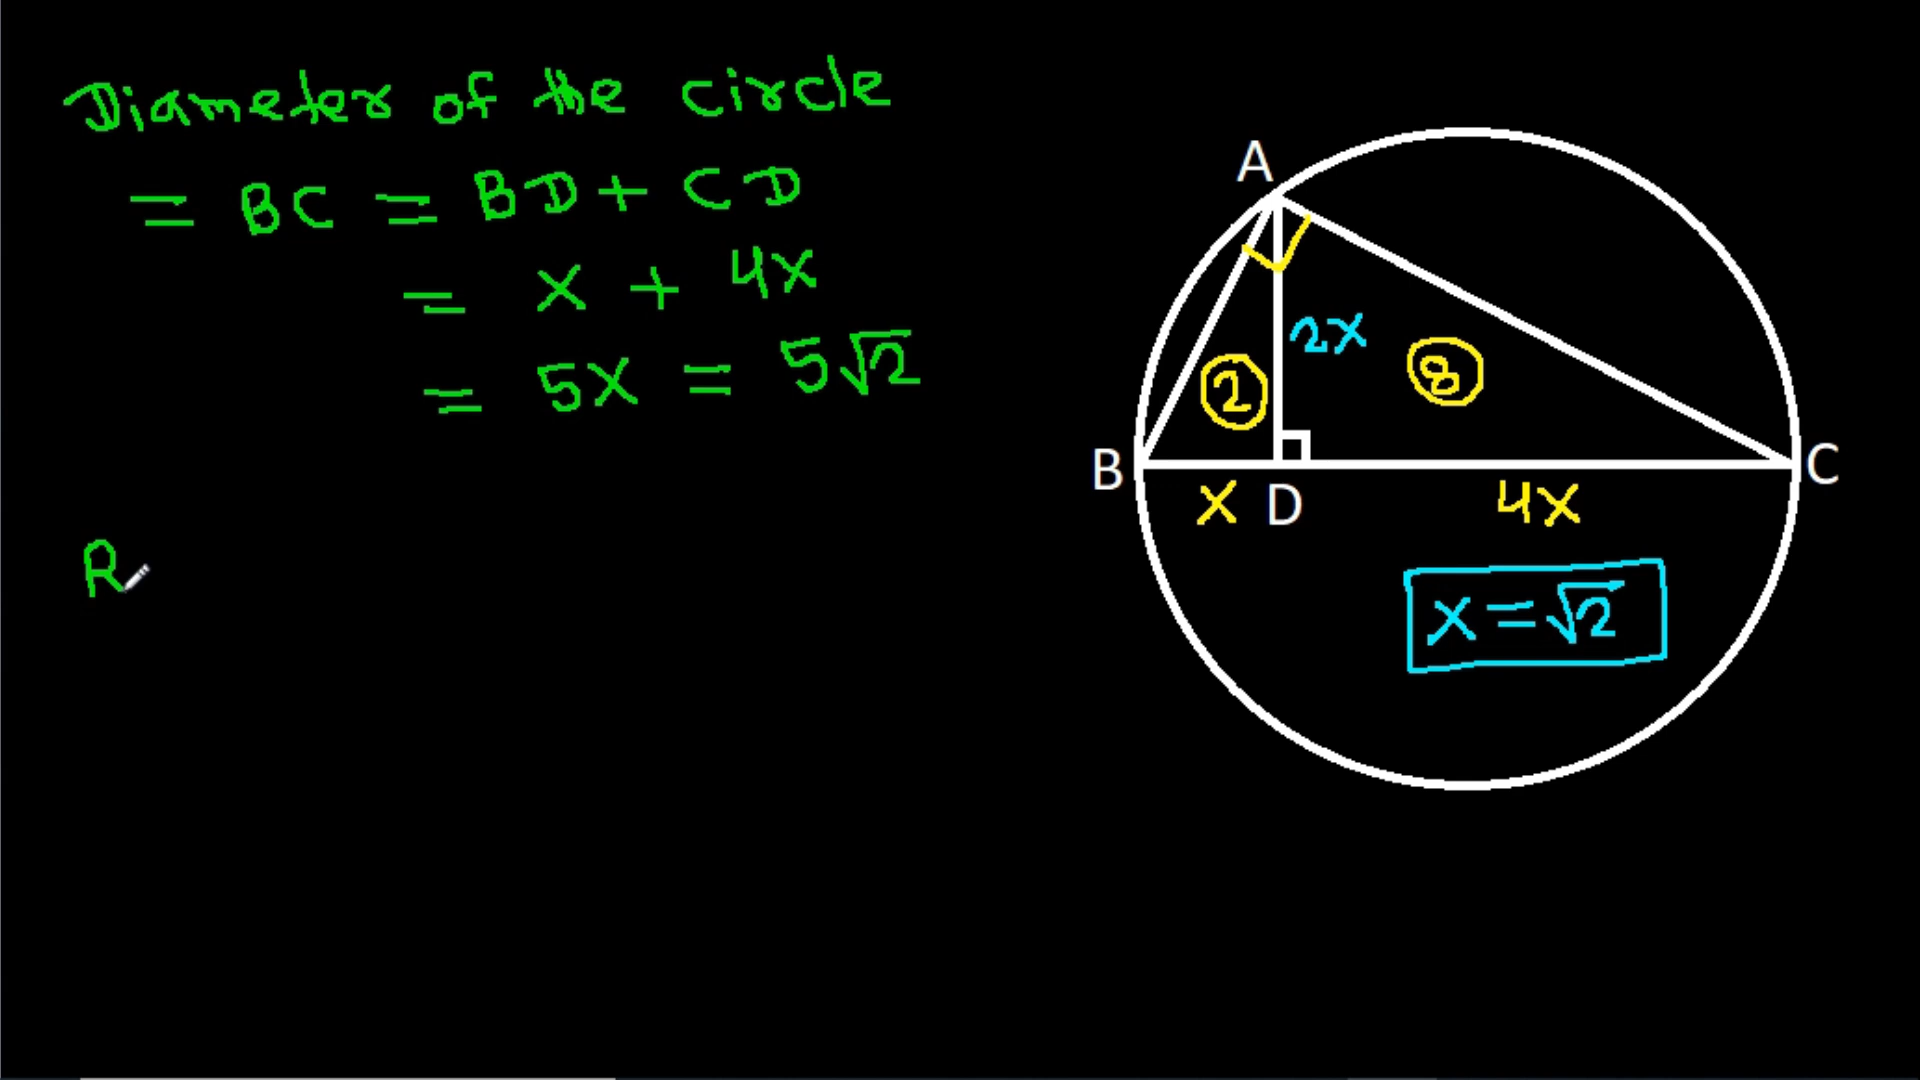 Diameter of the circle
= BC = BD + CD
= x + 4x
= 5x = 5√2
R
A
2x
2
8
B
C
x
D
4x
x = √2